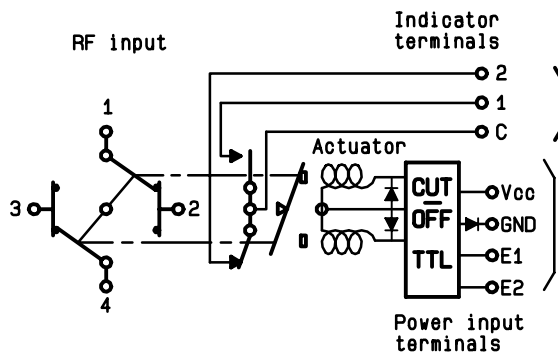 Indicator
terminals
RF input
2
1
C
1
Actuator
3
2
CUT
OFF
TTL
Vcc
GND
E1
E2
4
Power input
terminals